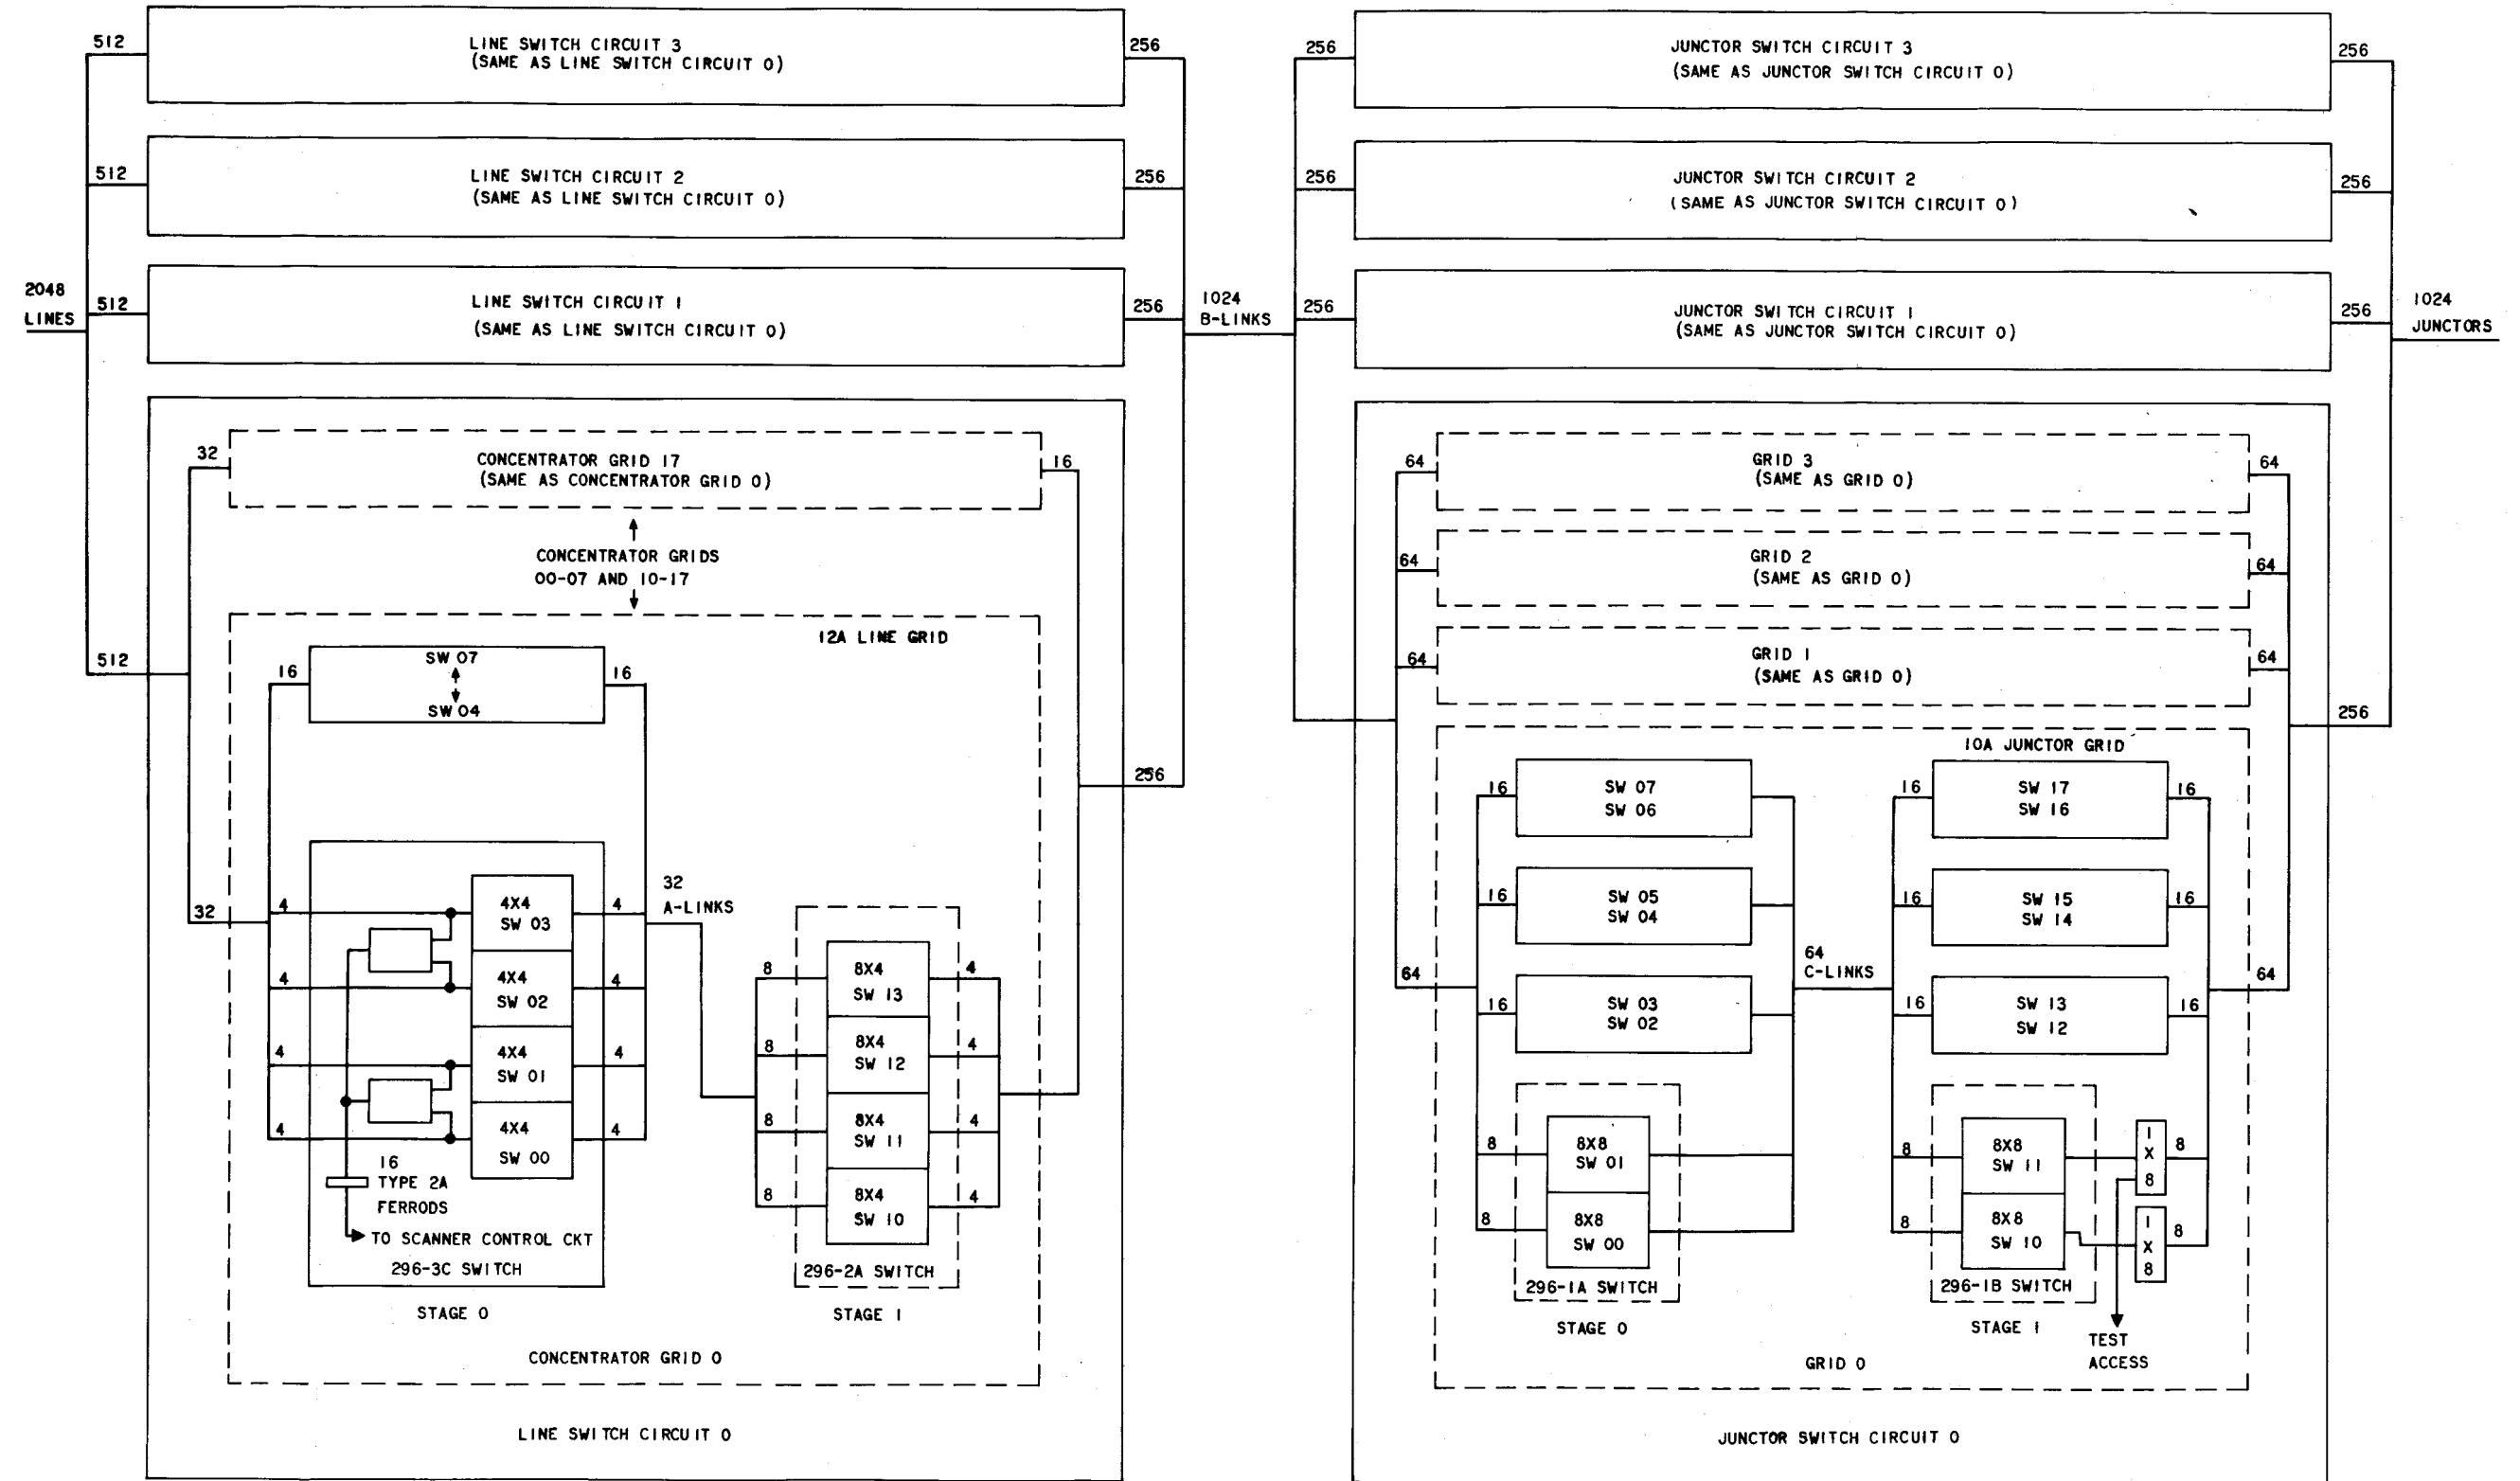 512
LINE SWITCH CIRCUIT 3
(SAME AS LINE SWITCH CIRCUIT 0)
256
512
LINE SWITCH CIRCUIT 2
(SAME AS LINE SWITCH CIRCUIT 0)
256
2048
LINES
512
LINE SWITCH CIRCUIT 1
(SAME AS LINE SWITCH CIRCUIT 0)
256
1024
B-LINKS
256
JUNCTOR SWITCH CIRCUIT 3
(SAME AS JUNCTOR SWITCH CIRCUIT 0)
256
256
JUNCTOR SWITCH CIRCUIT 2
(SAME AS JUNCTOR SWITCH CIRCUIT 0)
256
256
JUNCTOR SWITCH CIRCUIT 1
(SAME AS JUNCTOR SWITCH CIRCUIT 0)
256
1024
JUNCTORS
512
32
CONCENTRATOR GRID 17
(SAME AS CONCENTRATOR GRID 0)
16
CONCENTRATOR GRIDS
00-07 AND 10-17
12A LINE GRID
16
SW 07
SW 04
16
256
32
4
4X4
SW 03
4
4
4X4
SW 02
4
4
4X4
SW 01
4
4
4X4
SW 00
4
16
TYPE 2A
FERRODS
TO SCANNER CONTROL CKT
296-3C SWITCH
STAGE 0
32
A-LINKS
8
8X4
SW 13
4
8
8X4
SW 12
4
8
8X4
SW 11
4
8
8X4
SW 10
4
296-2A SWITCH
STAGE 1
CONCENTRATOR GRID 0
LINE SWITCH CIRCUIT 0
64
GRID 3
(SAME AS GRID 0)
64
64
GRID 2
(SAME AS GRID 0)
64
64
GRID 1
(SAME AS GRID 0)
64
256
10A JUNCTOR GRID
64
16
SW 07
SW 06
16
SW 05
SW 04
16
SW 03
SW 02
8
8X8
SW 01
8
8X8
SW 00
296-1A SWITCH
STAGE 0
64
C-LINKS
16
SW 17
SW 16
16
16
SW 15
SW 14
16
16
SW 13
SW 12
16
64
8
8X8
SW 11
1
X
8
8
8
8X8
SW 10
1
X
8
8
296-1B SWITCH
STAGE 1
TEST
ACCESS
GRID 0
JUNCTOR SWITCH CIRCUIT 0